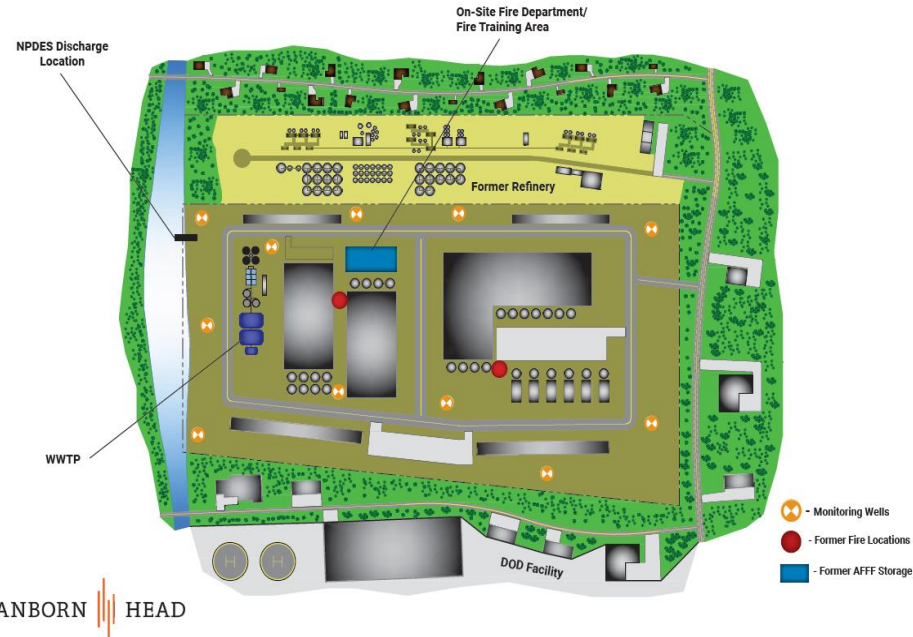 On-Site Fire Department/
Fire Training Area
NPDES Discharge
Location
Former Refinery
WWTP
- Monitoring Wells
- Former Fire Locations
- Former AFFF Storage
DOD Facility
H H
ANBORN HEAD